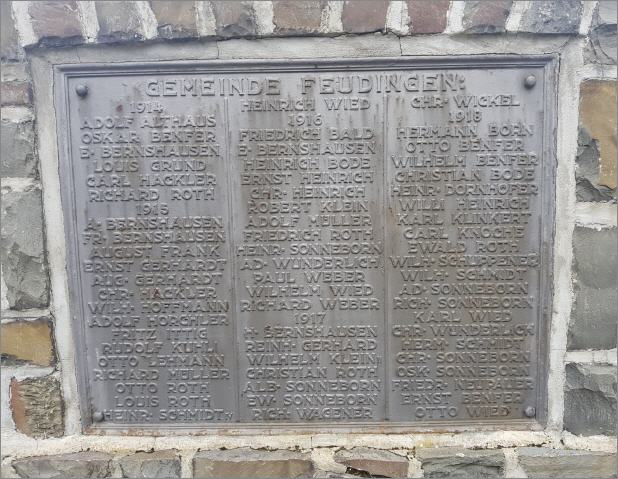 GEMEINDE FEUDINGEN:
1914
ADOLF ALTHAUS
OSKAR BENFER
E. BERNSHAUSEN
LOUIS GRUND
CARL HACKLER
RICHARD ROTH
1915
A. BERNSHAUSEN
FR. BERNSHAUSEN
AUGUST FRANK
ERNST GERHARDT
AUG. GERHARDT
CHR. HACKLER
WILH. HOFFMANN
ADOLF HORCHLER
FRITZ ITTIG
RUDOLF KUHLI
OTTO LEHMANN
RICHARD MELLER
OTTO ROTH
LOUIS ROTH
HEINR. SCHMIDT
HEINRICH WIED
1916
FRIEDRICH BALD
E. BERNSHAUSEN
HEINRICH BODE
ERNST HEINRICH
CHR. HEINRICH
ROBERT KLEIN
ADOLF MELLER
FRIEDRICH ROTH
HEINR. SONNEBORN
AD. WUNDERLICH
PAUL WEBER
WILHELM WIED
RICHARD WEBER
1917
H. BERNSHAUSEN
REINH. GERHARD
WILHELM KLEIN
CHRISTIAN ROTH
ALB. SONNEBORN
EW. SONNEBORN
RICH. WAGENER
CHR. WICKEL
1918
HERMANN BORN
OTTO BENFER
WILHELM BENFER
CHRISTIAN BODE
HEINR. DORNHÖFER
WILLI HEINRICH
KARL KLINKERT
CARL KNOCHE
EWALD ROTH
WILH. SCHUPPENER
WILH. SCHMIDT
AD. SONNEBORN
RICH. SONNEBORN
KARL WIED
CHR. WUNDERLICH
HERM. SCHMIDT
CHR. SONNEBORN
OSK. SONNEBORN
FRIEDR. NEUPAUER
ERNST BENFER
OTTO WIED